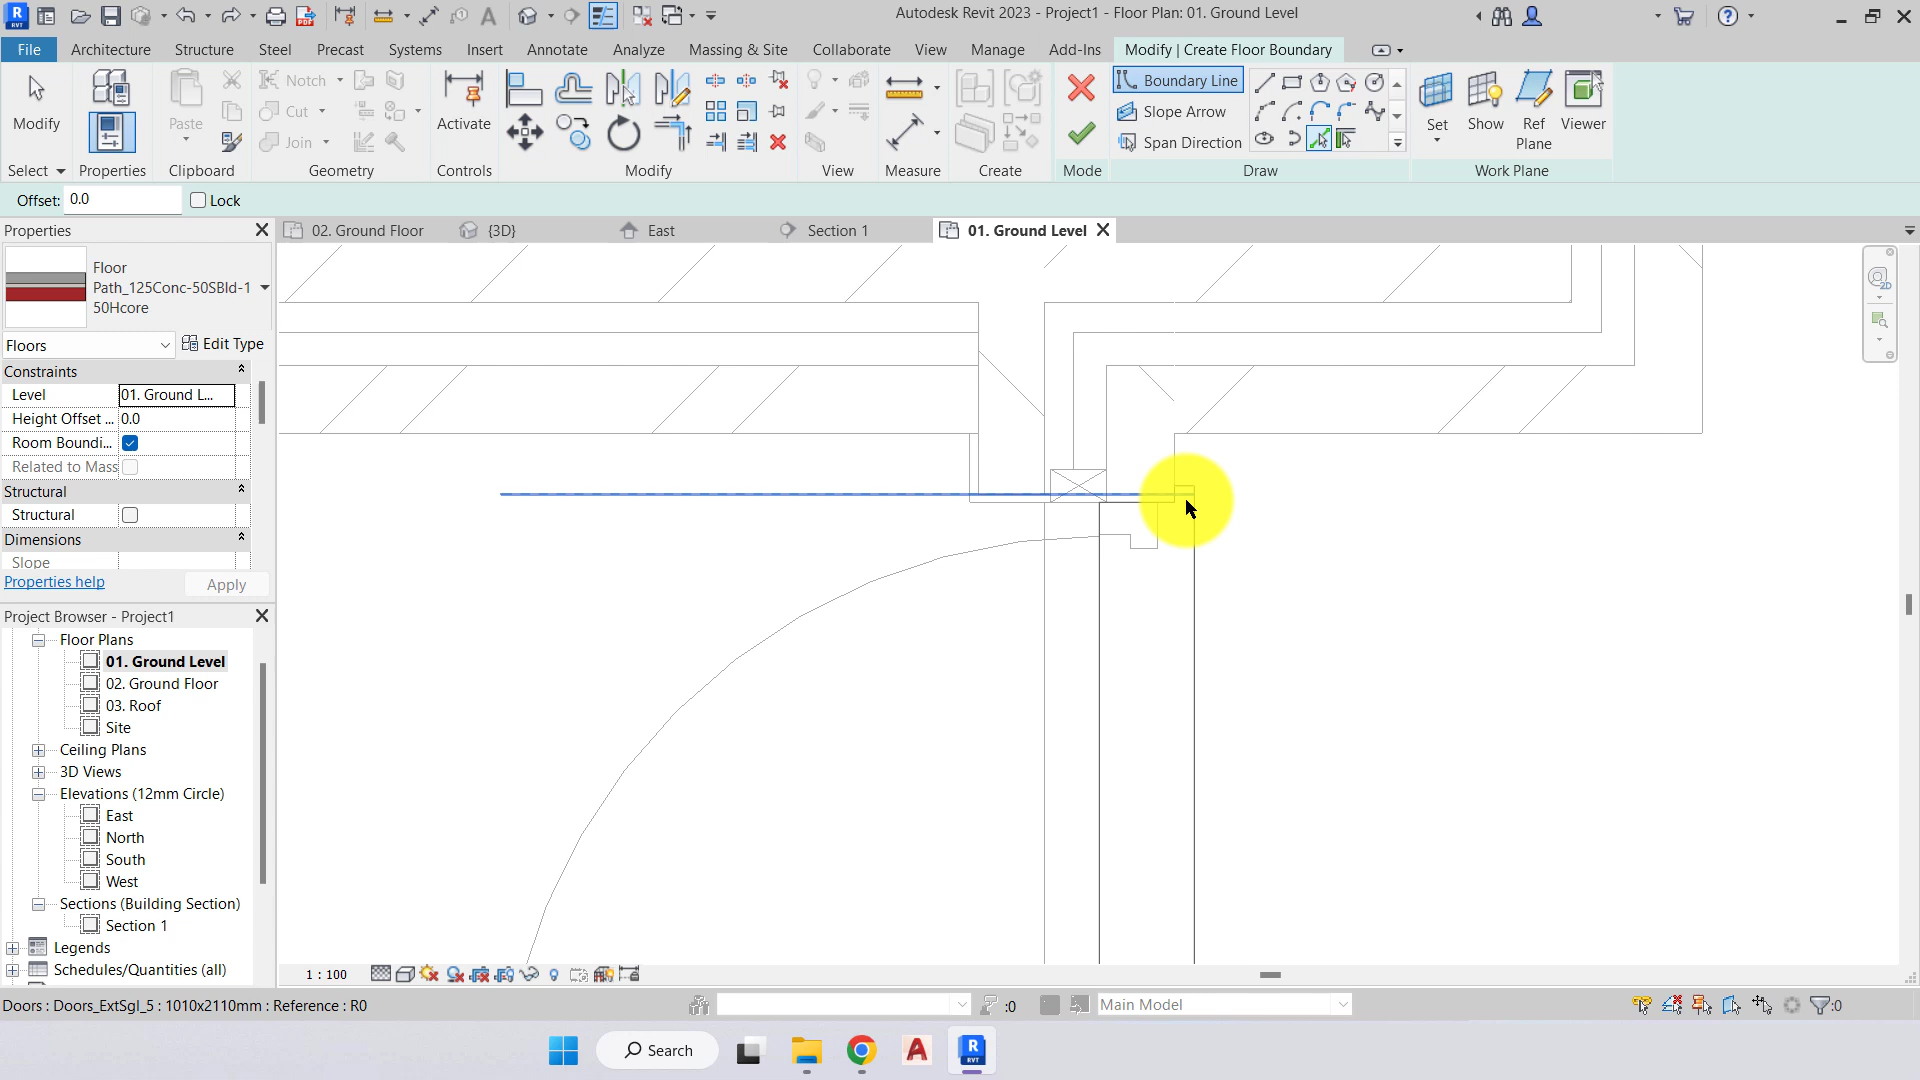 Autodesk Revit 2023 - Project1 - Floor Plan: 01. Ground Level
File Architecture Structure Steel Precast Systems Insert Annotate Analyze Massing & Site Collaborate View Manage Add-Ins Modify | Create Floor Boundary
Modify
Select
Properties
Paste
Clipboard
Notch
Cut
Join
Geometry
Activate
Controls
Modify
View
Measure
Create
Mode
Boundary Line
Slope Arrow
Span Direction
Draw
Set
Show
Ref
Plane
Viewer
Work Plane
Offset: 0.0 Lock
Properties
02. Ground Floor {3D} East Section 1 01. Ground Level
Floor
Path_125Conc-50SBld-1
50Hcore
Floors Edit Type
Constraints
Level 01. Ground L...
Height Offset ... 0.0
Room Boundi...
Related to Mass
Structural
Structural
Dimensions
Slope
Properties help Apply
Project Browser - Project1
Floor Plans
01. Ground Level
02. Ground Floor
03. Roof
Site
Ceiling Plans
3D Views
Elevations (12mm Circle)
East
North
South
West
Sections (Building Section)
Section 1
Legends
Schedules/Quantities (all)
2D
1 : 100
Doors : Doors_ExtSgl_5 : 1010x2110mm : Reference : R0
:0
Main Model
:0
Search
R
RVT